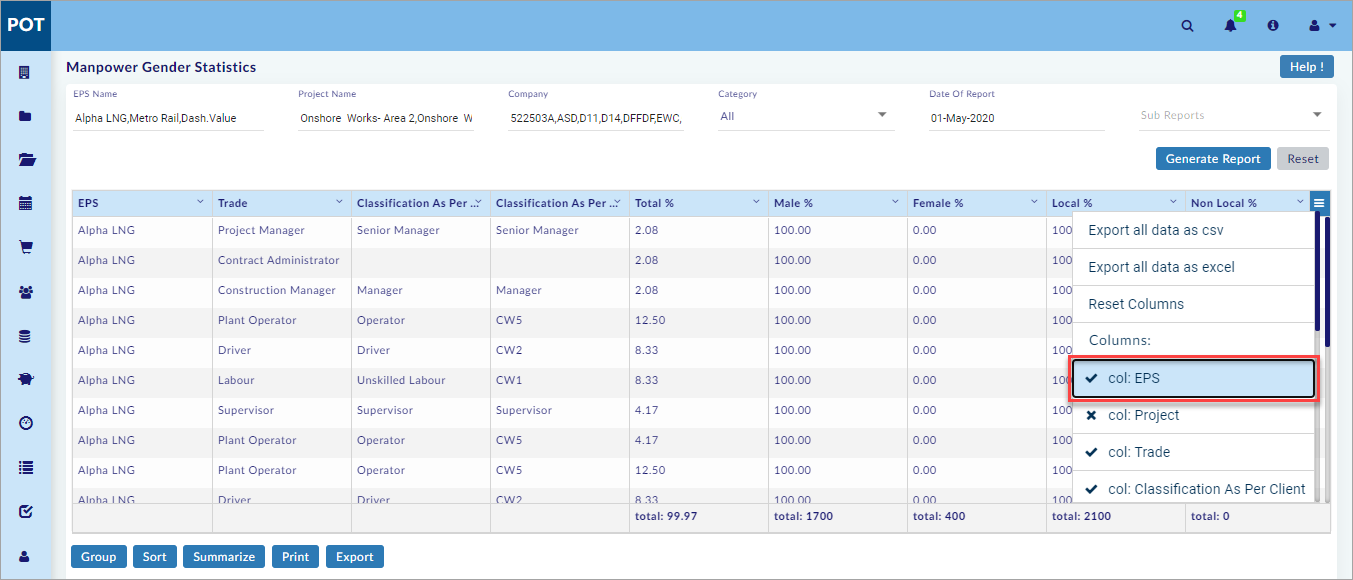 POT
4
Manpower Gender Statistics
Help !
EPS Name
Project Name
Company
Category
Date Of Report
Alpha LNG,Metro Rail,Dash.Value
Onshore Works- Area 2,Onshore W
522503A,ASD,D11,D14,DFFDF,EWC,
All
01-May-2020
Sub Reports
Generate Report
Reset
EPS Trade Classification As Per ... Classification As Per ... Total % Male % Female % Local % Non Local %
Alpha LNG Project Manager Senior Manager Senior Manager 2.08 100.00 0.00 100
Alpha LNG Contract Administrator 2.08 100.00 0.00 100
Alpha LNG Construction Manager Manager Manager 2.08 100.00 0.00 100
Alpha LNG Plant Operator Operator CW5 12.50 100.00 0.00 100
Alpha LNG Driver Driver CW2 8.33 100.00 0.00 100
Alpha LNG Labour Unskilled Labour CW1 8.33 100.00 0.00 100
Alpha LNG Supervisor Supervisor Supervisor 4.17 100.00 0.00 100
Alpha LNG Plant Operator Operator CW5 4.17 100.00 0.00 100
Alpha LNG Plant Operator Operator CW5 12.50 100.00 0.00 100
Alpha LNG Driver Driver CW2 8.33 100.00 0.00 100
total: 99.97 total: 1700 total: 400 total: 2100 total: 0
Export all data as csv
Export all data as excel
Reset Columns
Columns:
col: EPS
col: Project
col: Trade
col: Classification As Per Client
Group
Sort
Summarize
Print
Export